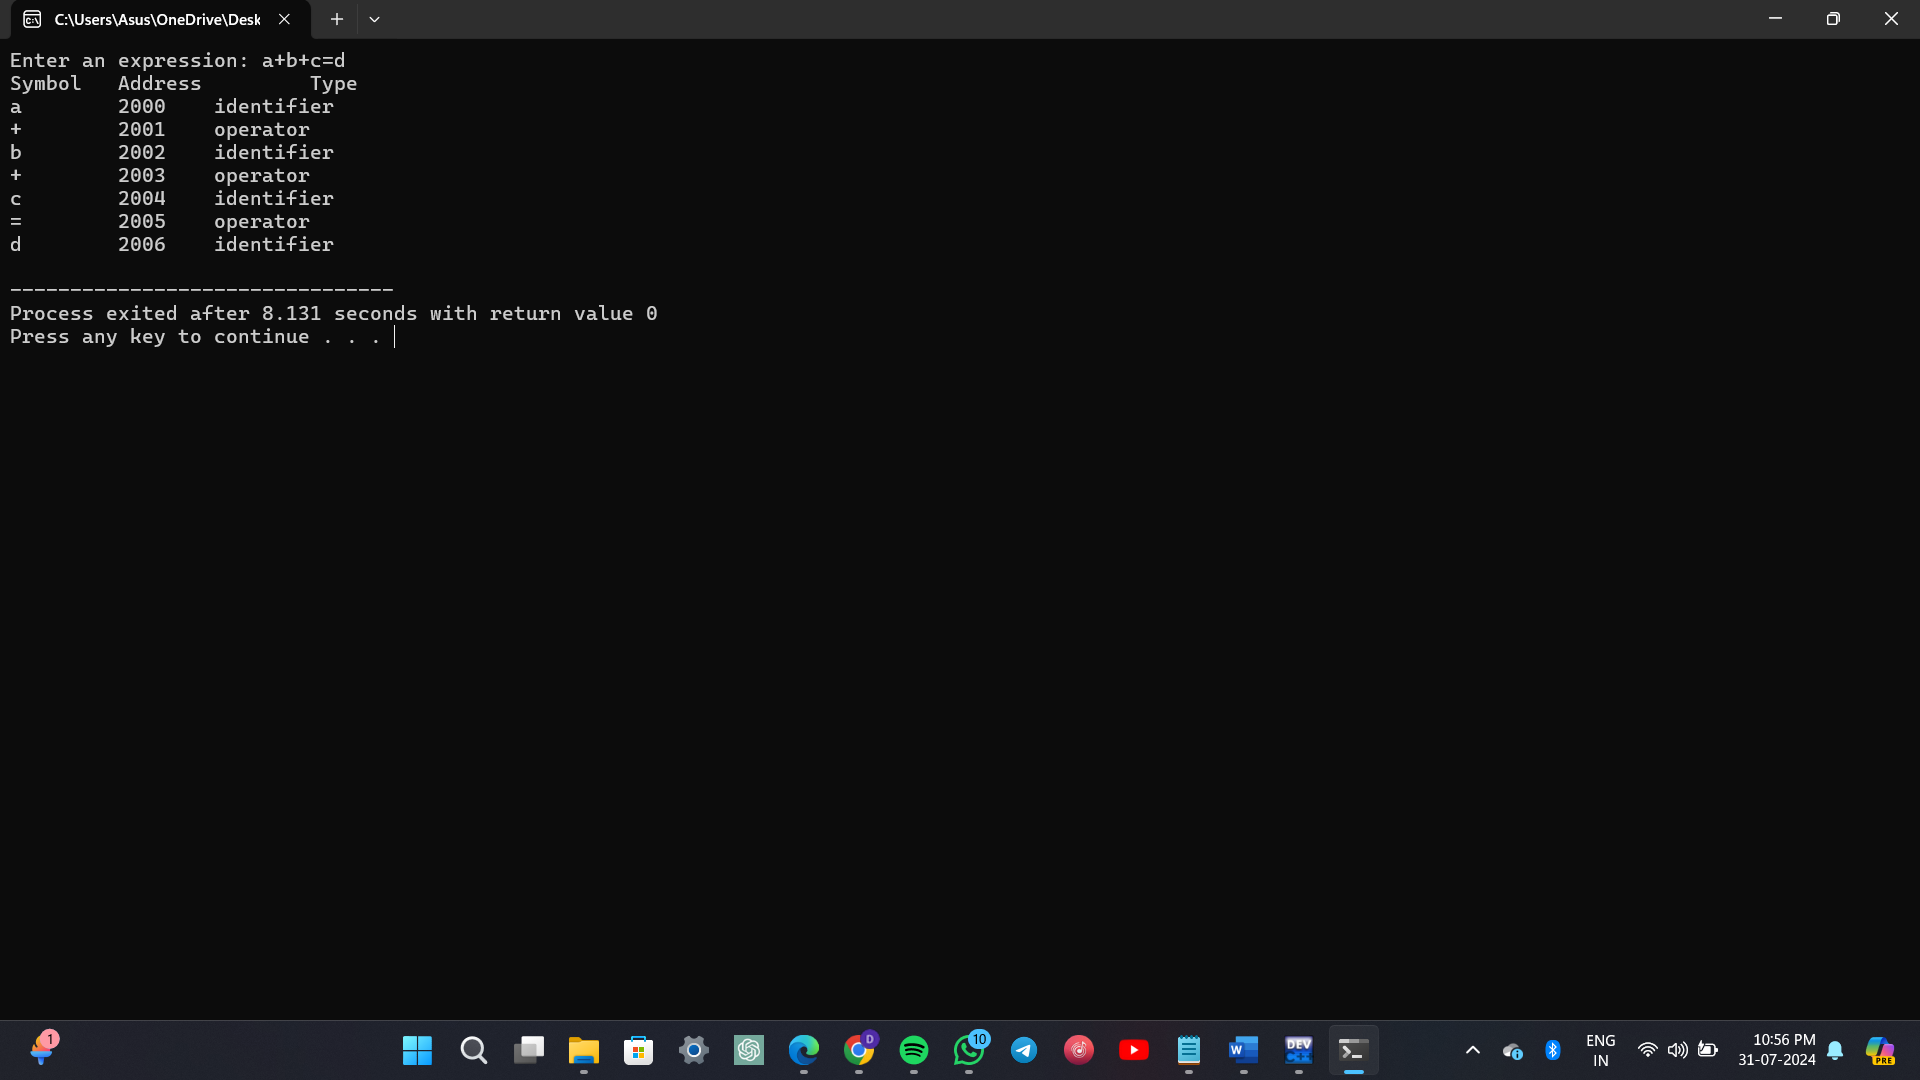 C:\Users\Asus\OneDrive\Desk
Enter an expression: a+b+c=d
Symbol Address Type
a 2000 identifier
+ 2001 operator
b 2002 identifier
+ 2003 operator
c 2004 identifier
= 2005 operator
d 2006 identifier
--------------------------------
Process exited after 8.131 seconds with return value 0
Press any key to continue . . .
1
D
10
W
DEV
C++
ENG
IN
10:56 PM
31-07-2024
PRE